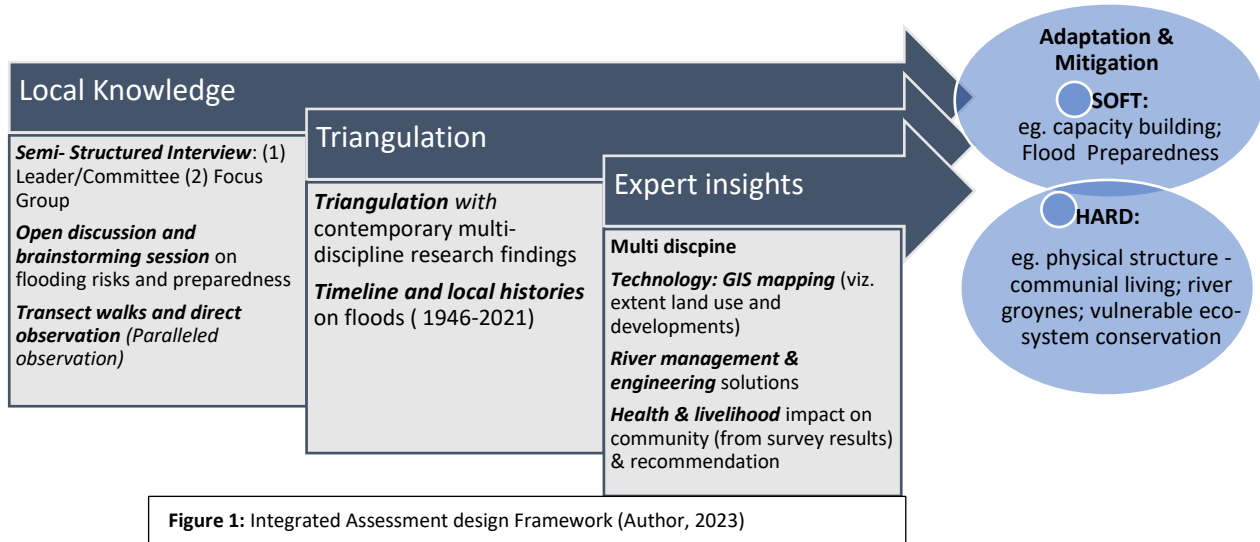 Local Knowledge
Semi- Structured Interview: (1)
Leader/Committee (2) Focus
Group
Open discussion and
brainstorming session on
flooding risks and preparedness
Transect walks and direct
observation (Paralleled
observation)
Triangulation
Triangulation with
contemporary multi-
discipline research findings
Timeline and local histories
on floods ( 1946-2021)
Expert insights
Multi discpine
Technology: GIS mapping (viz.
extent land use and
developments)
River management &
engineering solutions
Health & livelihood impact on
community (from survey results)
& recommendation
Adaptation &
Mitigation
SOFT:
eg. capacity building;
Flood Preparedness
HARD:
eg. physical structure -
communial living; river
groynes; vulnerable eco-
system conservation
Figure 1: Integrated Assessment design Framework (Author, 2023)